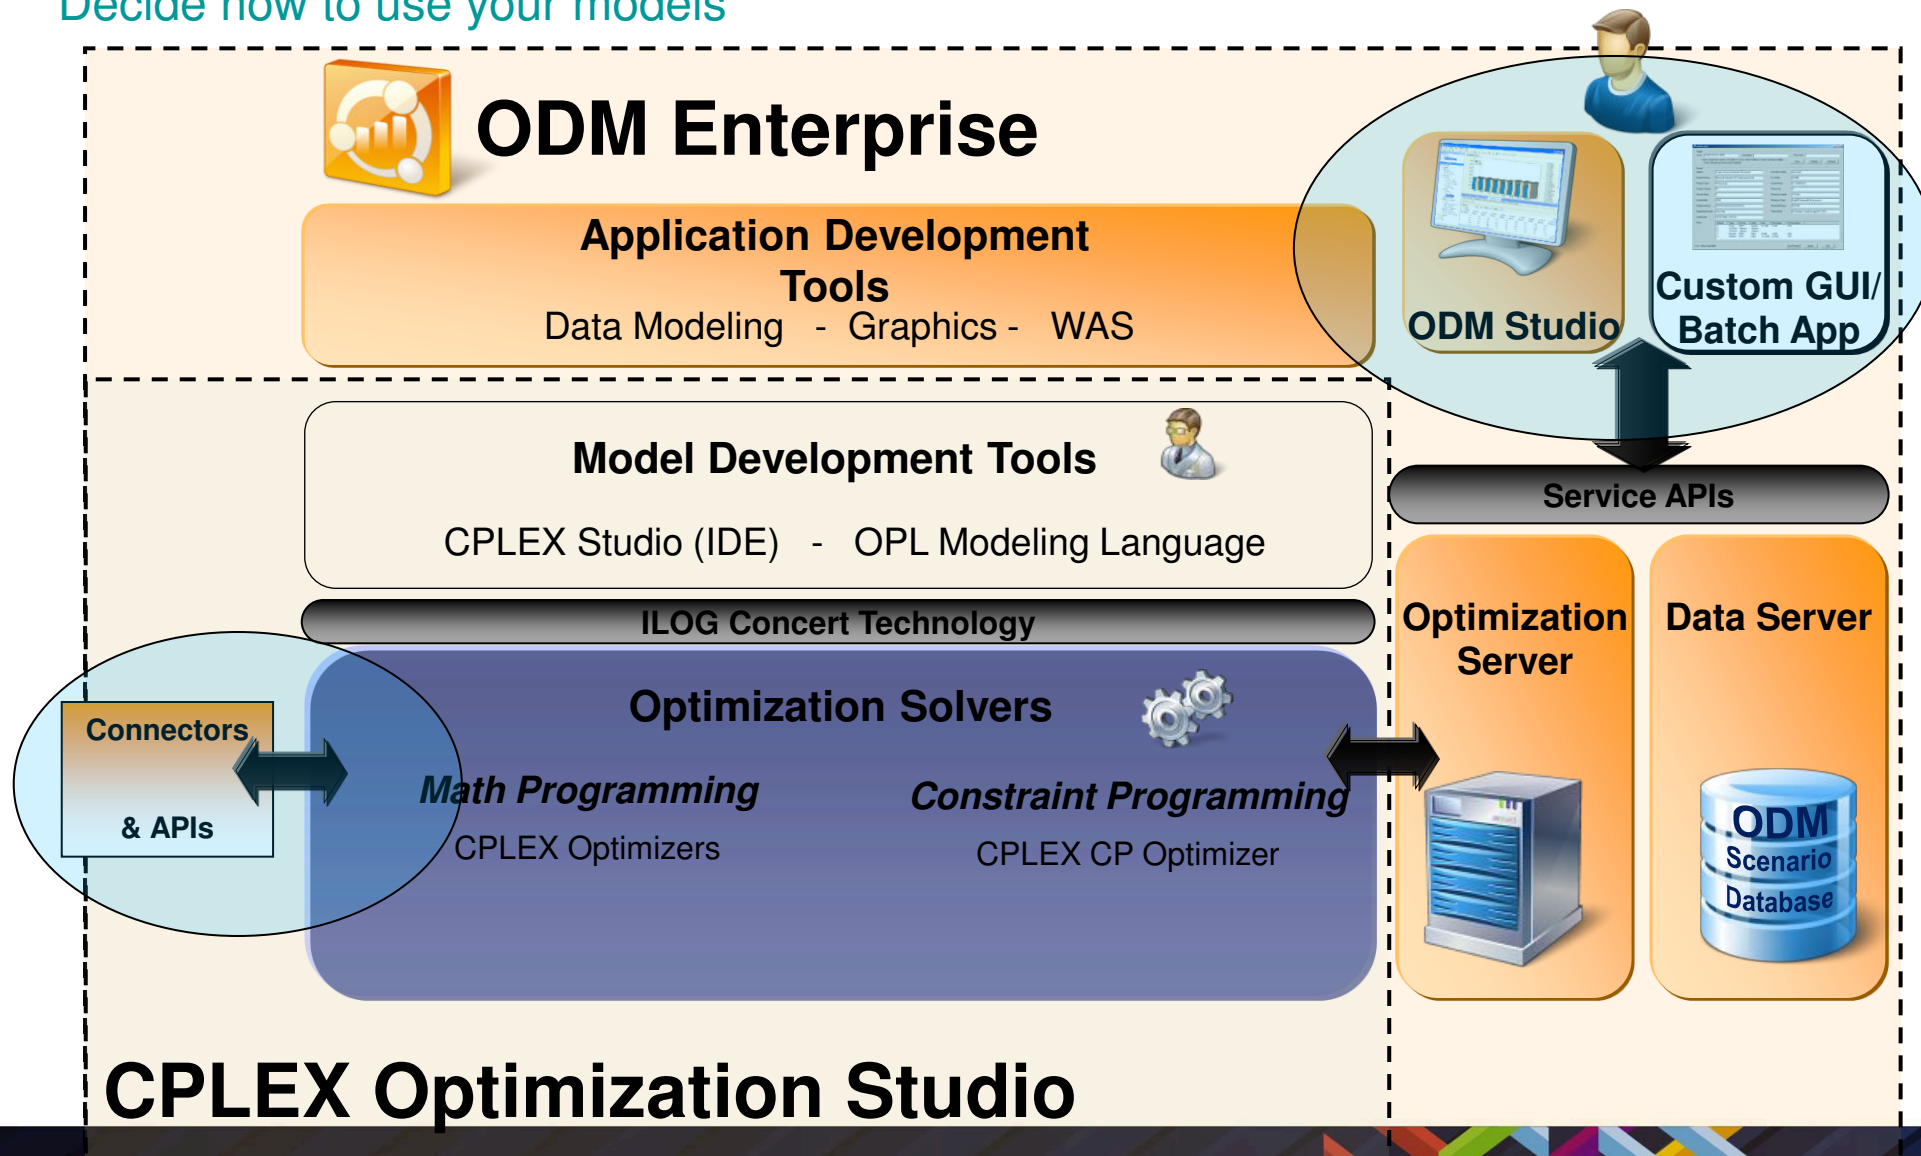 Decide how to use your models
ODM Enterprise
Application Development
Tools
Data Modeling - Graphics - WAS
ODM Studio
Custom GUI/
Batch App
Model Development Tools
CPLEX Studio (IDE) - OPL Modeling Language
Service APIs
ILOG Concert Technology
Optimization
Server
Data Server
Optimization Solvers
Connectors
& APIs
Math Programming
CPLEX Optimizers
Constraint Programming
CPLEX CP Optimizer
ODM
Scenario
Database
CPLEX Optimization Studio